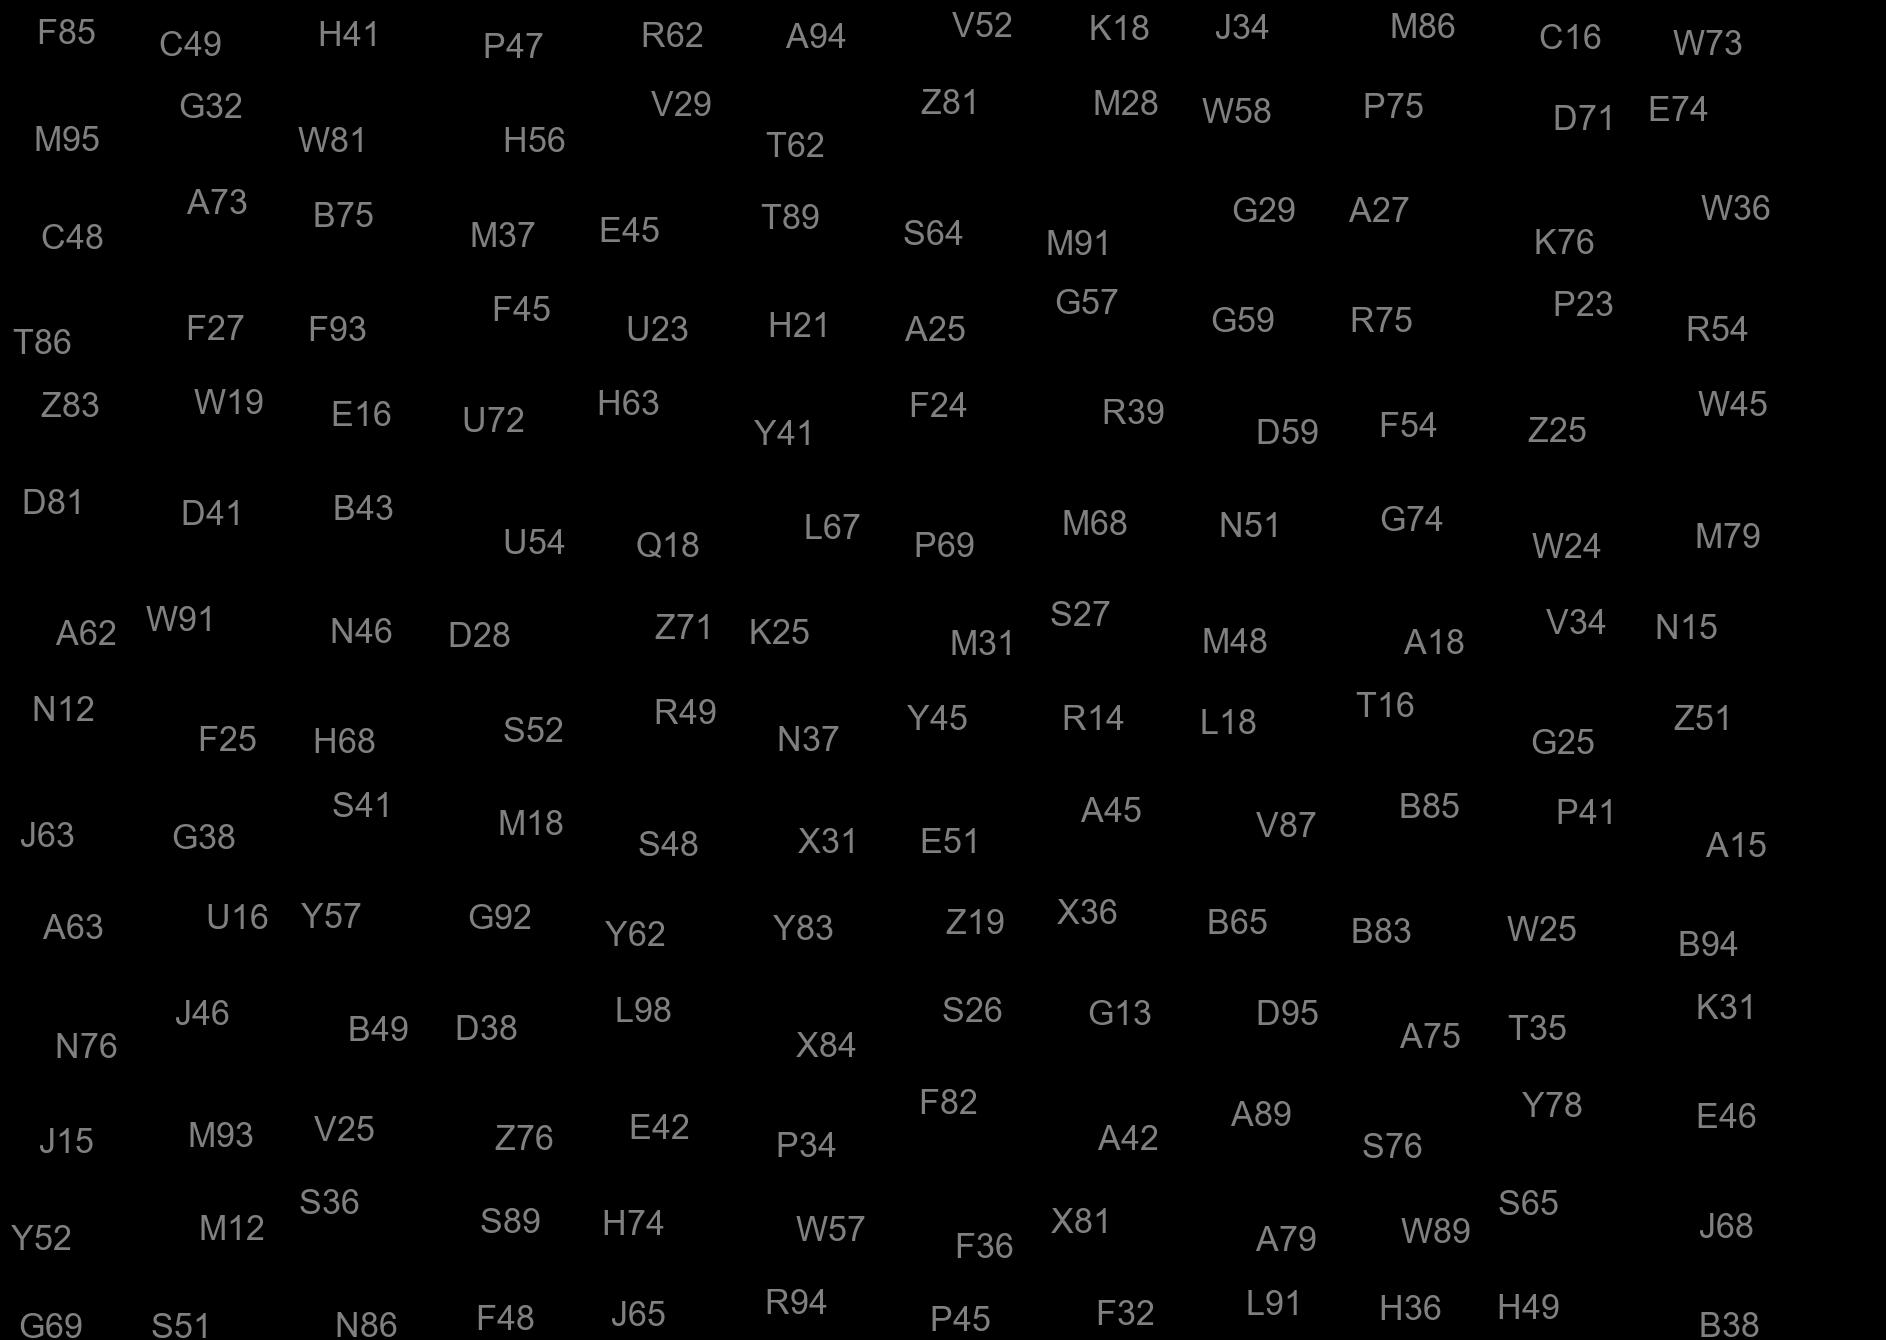 F85 C49 H41 P47 R62 A94 V52 K18 J34 M86 C16 W73
M95 G32 W81 H56 V29 T62 Z81 M28 W58 P75 D71 E74
C48 A73 B75 M37 E45 T89 S64 M91 G29 A27 K76 W36
T86 F27 F93 F45 U23 H21 A25 G57 G59 R75 P23 R54
Z83 W19 E16 U72 H63 Y41 F24 R39 D59 F54 Z25 W45
D81 D41 B43 U54 Q18 L67 P69 M68 N51 G74 W24 M79
A62 W91 N46 D28 Z71 K25 M31 S27 M48 A18 V34 N15
N12 F25 H68 S52 R49 N37 Y45 R14 L18 T16 G25 Z51
J63 G38 S41 M18 S48 X31 E51 A45 V87 B85 P41 A15
A63 U16 Y57 G92 Y62 Y83 Z19 X36 B65 B83 W25 B94
N76 J46 B49 D38 L98 X84 S26 G13 D95 A75 T35 K31
J15 M93 V25 Z76 E42 P34 F82 A42 A89 S76 Y78 E46
Y52 M12 S36 S89 H74 W57 F36 X81 A79 W89 S65 J68
G69 S51 N86 F48 J65 R94 P45 F32 L91 H36 H49 B38